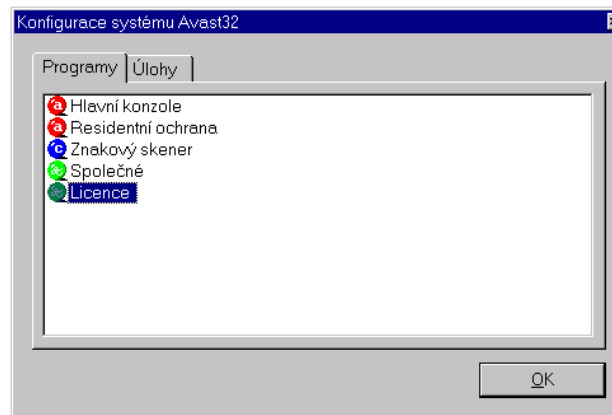 Konfigurace systému Avast32
Programy Úlohy
Hlavní konzole
Residentní ochrana
Znakový skener
Společné
Licence
OK